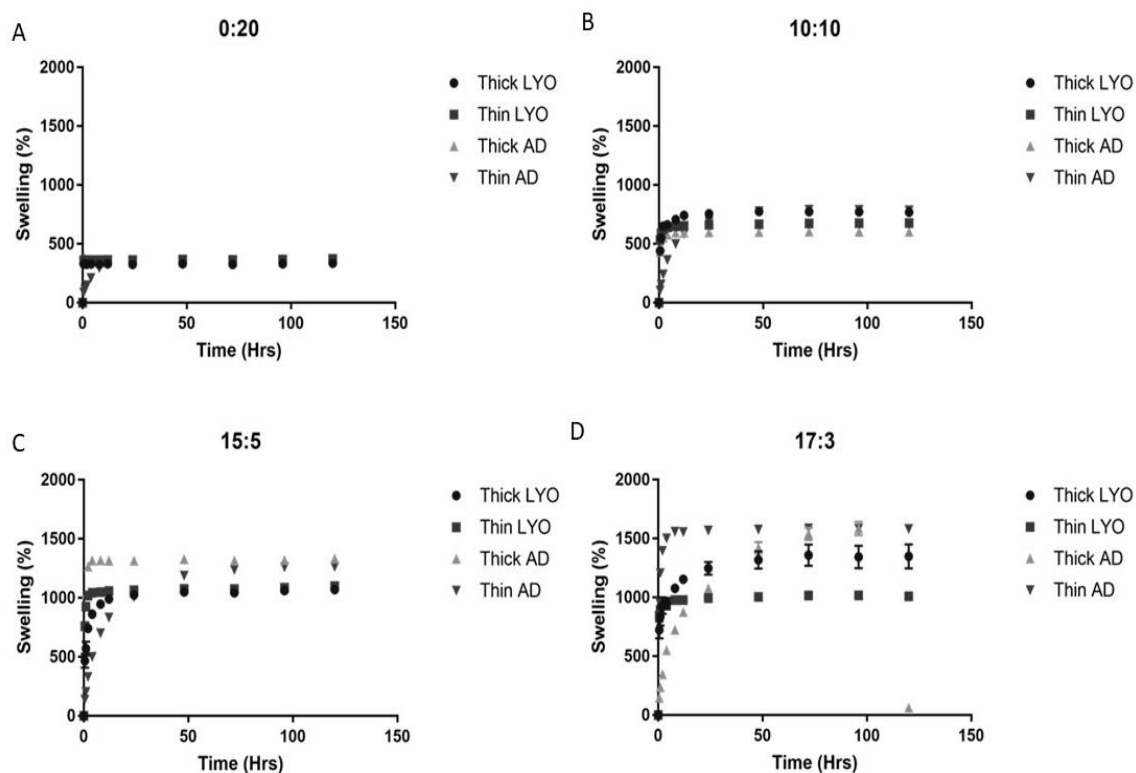 A
0:20
2000
1500
1000
500
0
Swelling (%)
0
50
100
150
Time (Hrs)
Thick LYO
Thin LYO
Thick AD
Thin AD
B
10:10
2000
1500
1000
500
0
Swelling (%)
0
50
100
150
Time (Hrs)
Thick LYO
Thin LYO
Thick AD
Thin AD
C
15:5
2000
1500
1000
500
0
Swelling (%)
0
50
100
150
Time (Hrs)
Thick LYO
Thin LYO
Thick AD
Thin AD
D
17:3
2000
1500
1000
500
0
Swelling (%)
0
50
100
150
Time (Hrs)
Thick LYO
Thin LYO
Thick AD
Thin AD